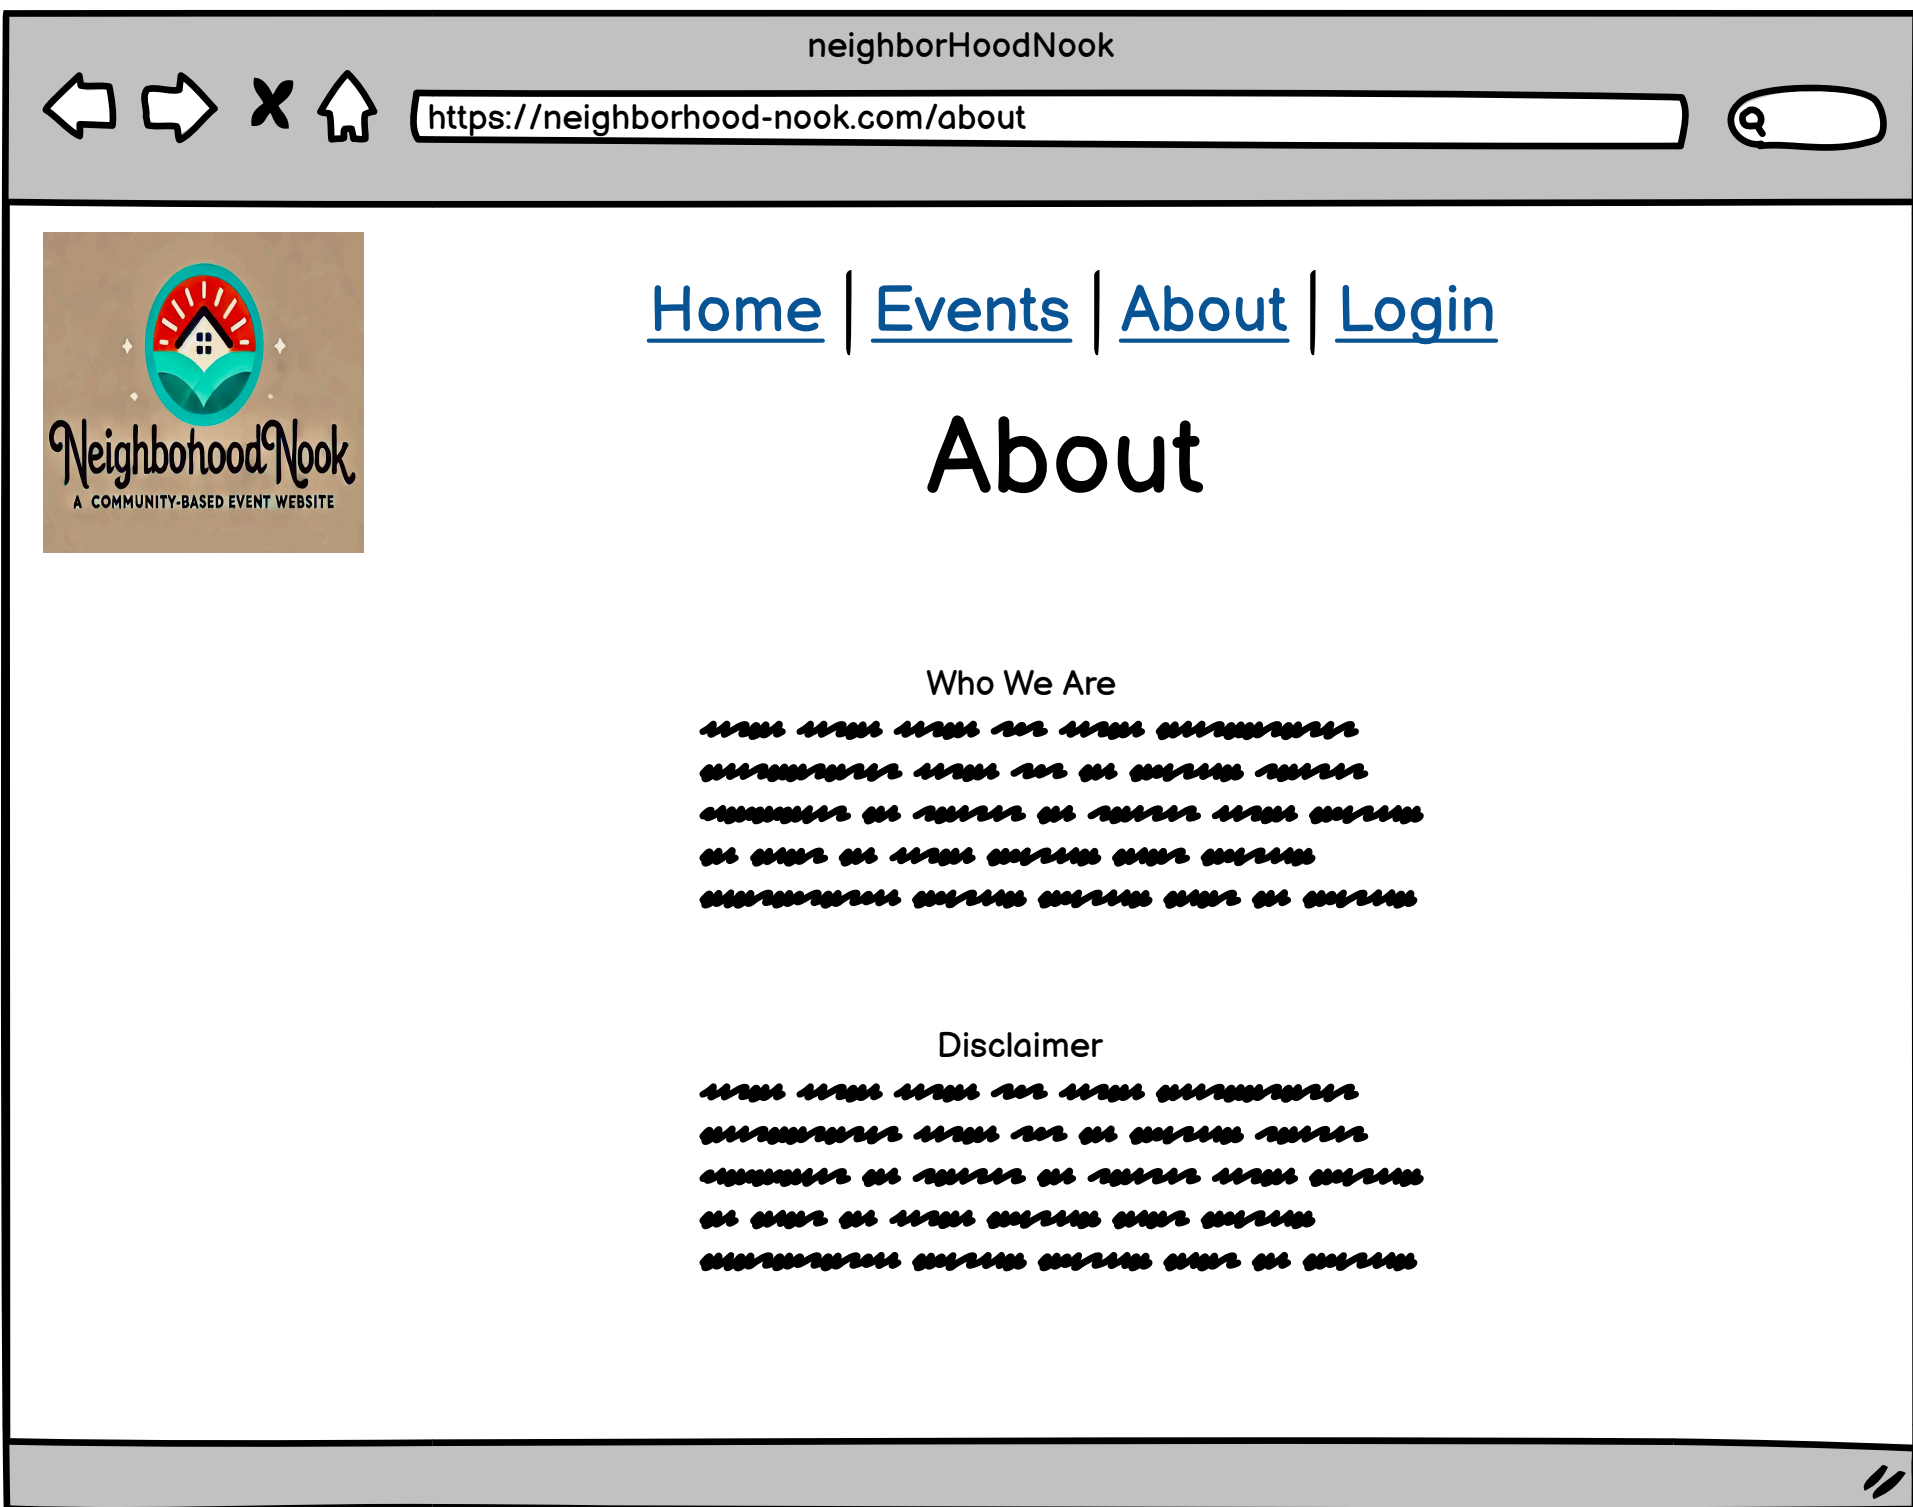 neighborHoodNook
https://neighborhood-nook.com/about
Home | Events | About | Login
NeighbohoodNook
A COMMUNITY-BASED EVENT WEBSITE
About
Who We Are
Disclaimer